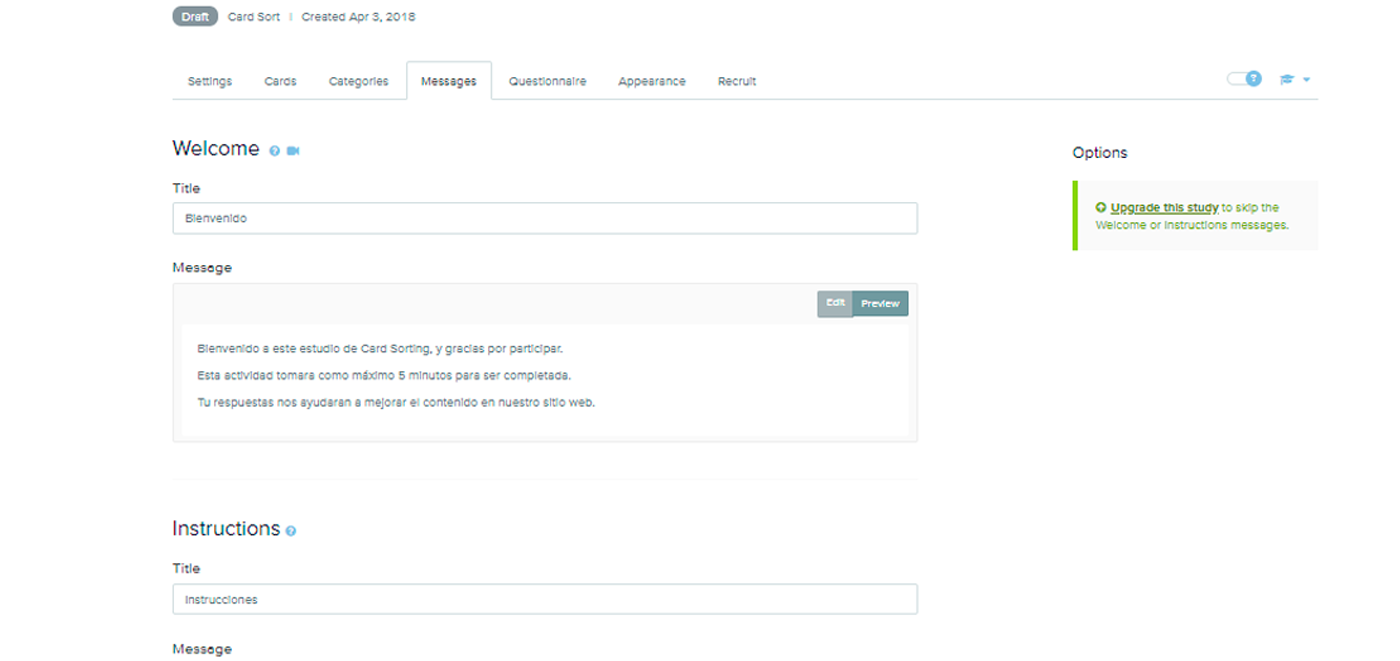 Draft Card Sort | Created Apr 3, 2018
Settings Cards Categories Messages Questionnaire Appearance Recruit
Welcome
Options
Title
Bienvenido
Upgrade this study to skip the
Welcome or Instructions messages.
Message
Edit Preview
Bienvenido a este estudio de Card Sorting, y gracias por participar.
Esta actividad tomara como máximo 5 minutos para ser completada.
Tu respuestas nos ayudaran a mejorar el contenido en nuestro sitio web.
Instructions
Title
Instrucciones
Message